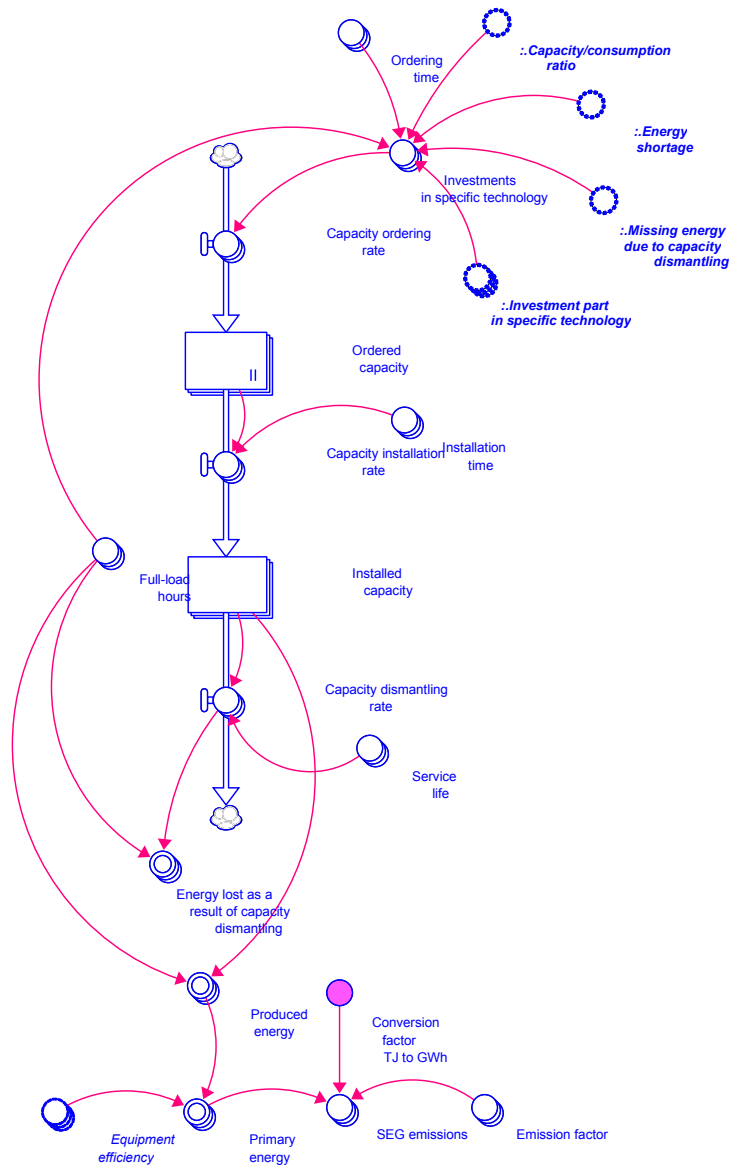 :.Capacity/consumption
ratio
Ordering
time
:.Energy
shortage
Investments
in specific technology
:.Missing energy
due to capacity
dismantling
Capacity ordering
rate
:.Investment part
in specific technology
Ordered
capacity
II
Capacity installation
rate
Installation
time
Full-load
hours
Installed
capacity
Capacity dismantling
rate
Service
life
Energy lost as a
result of capacity
dismantling
Produced
energy
Conversion
factor
TJ to GWh
Equipment
efficiency
Primary
energy
SEG emissions
Emission factor